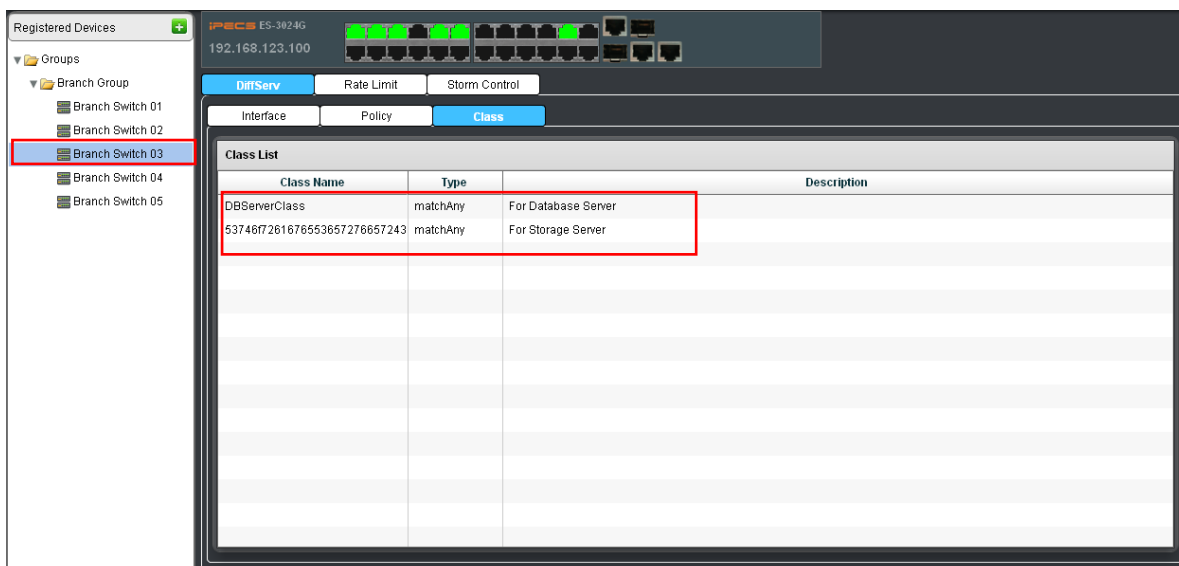 Registered Devices
iPECS ES-3024G
192.168.123.100
Groups
Branch Group
Branch Switch 01
Branch Switch 02
Branch Switch 03
Branch Switch 04
Branch Switch 05
DiffServ Rate Limit Storm Control
Interface Policy Class
Class List
Class Name Type Description
DBServerClass matchAny For Database Server
53746f7261676553657276657243 matchAny For Storage Server